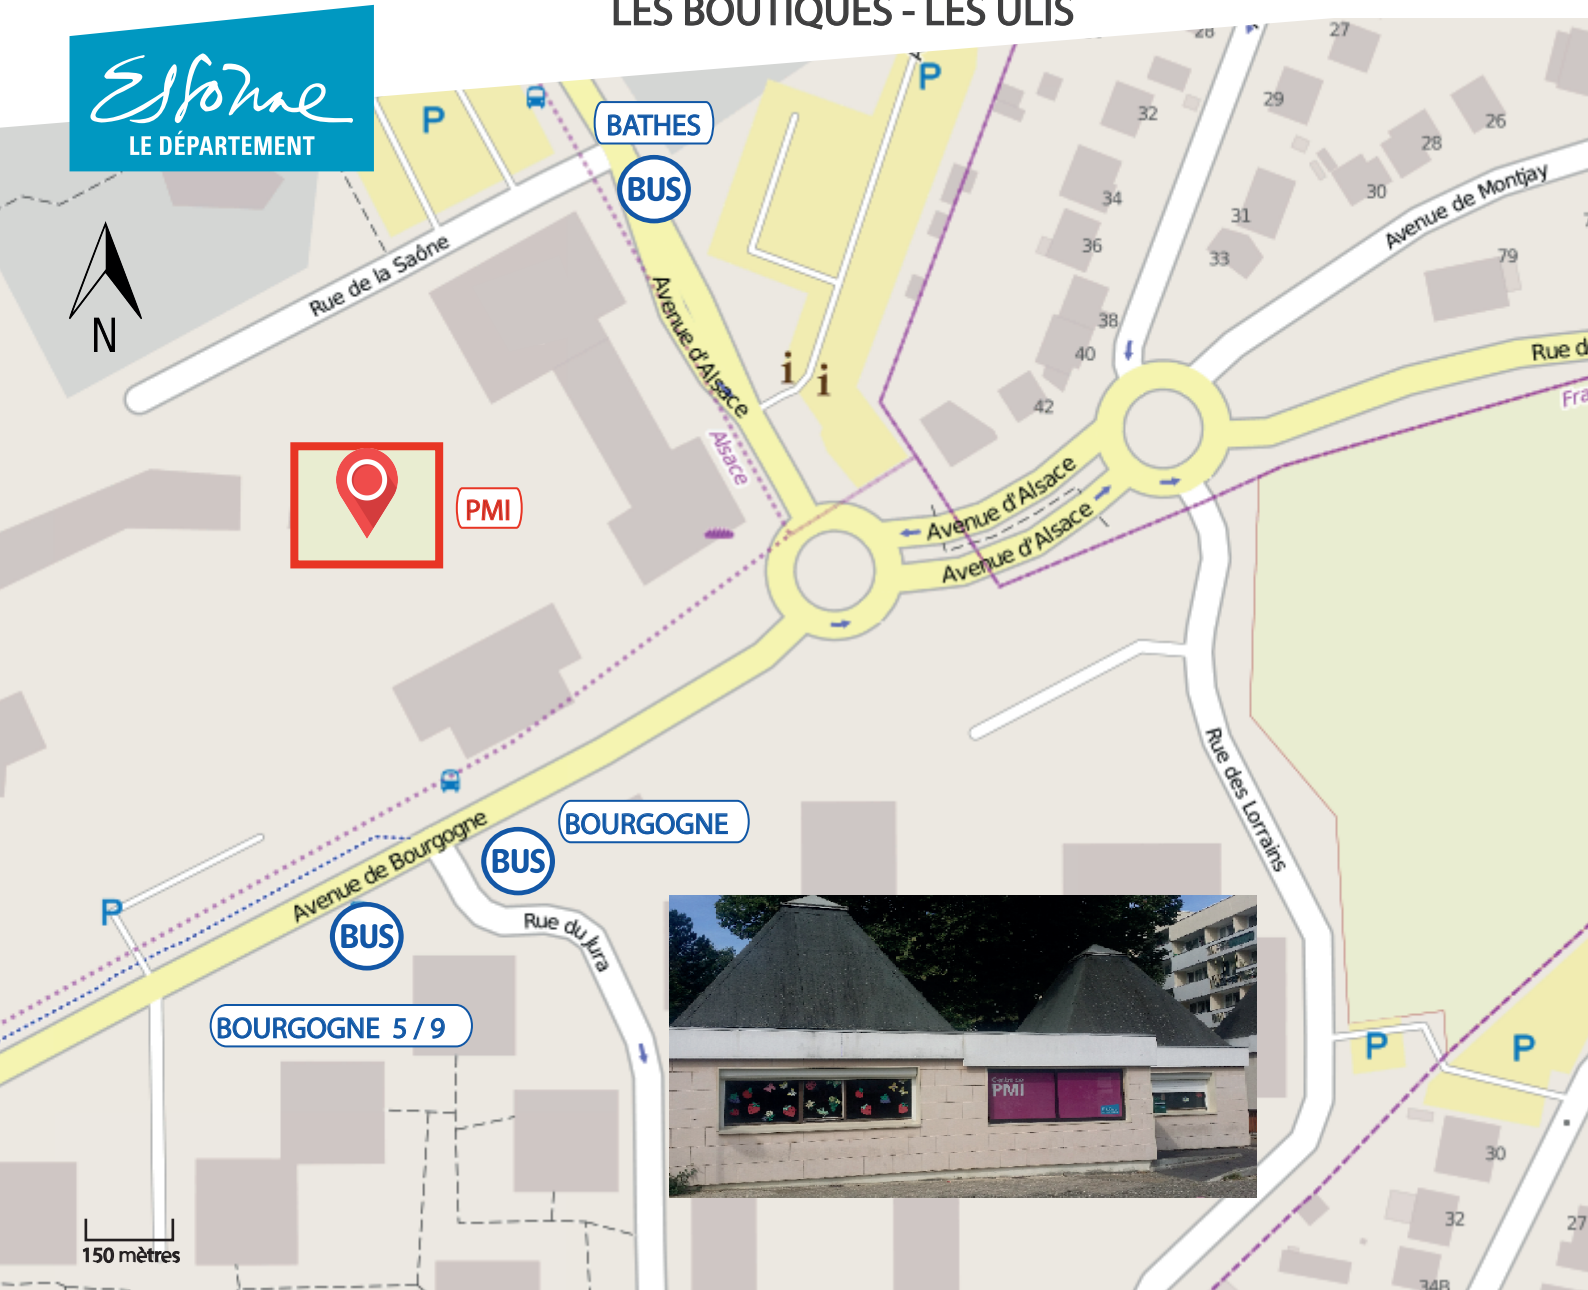 LES BOUTIQUES - LES ULIS
Essonne
LE DÉPARTEMENT
P
P
BATHES
BUS
28
27
32
29
26
28
34
30
31
36
33
Avenue de Montjay
79
N
Rue de la Saône
Avenue d'Alsace
Alsace
i
i
38
40
42
Rue d
Fra
PMI
Avenue d'Alsace
Avenue d'Alsace
Rue des Lorrains
BOURGOGNE
BUS
Avenue de Bourgogne
P
BUS
Rue du Jura
BOURGOGNE 5 / 9
PMI
P
P
30
32
27
34B
150 mètres